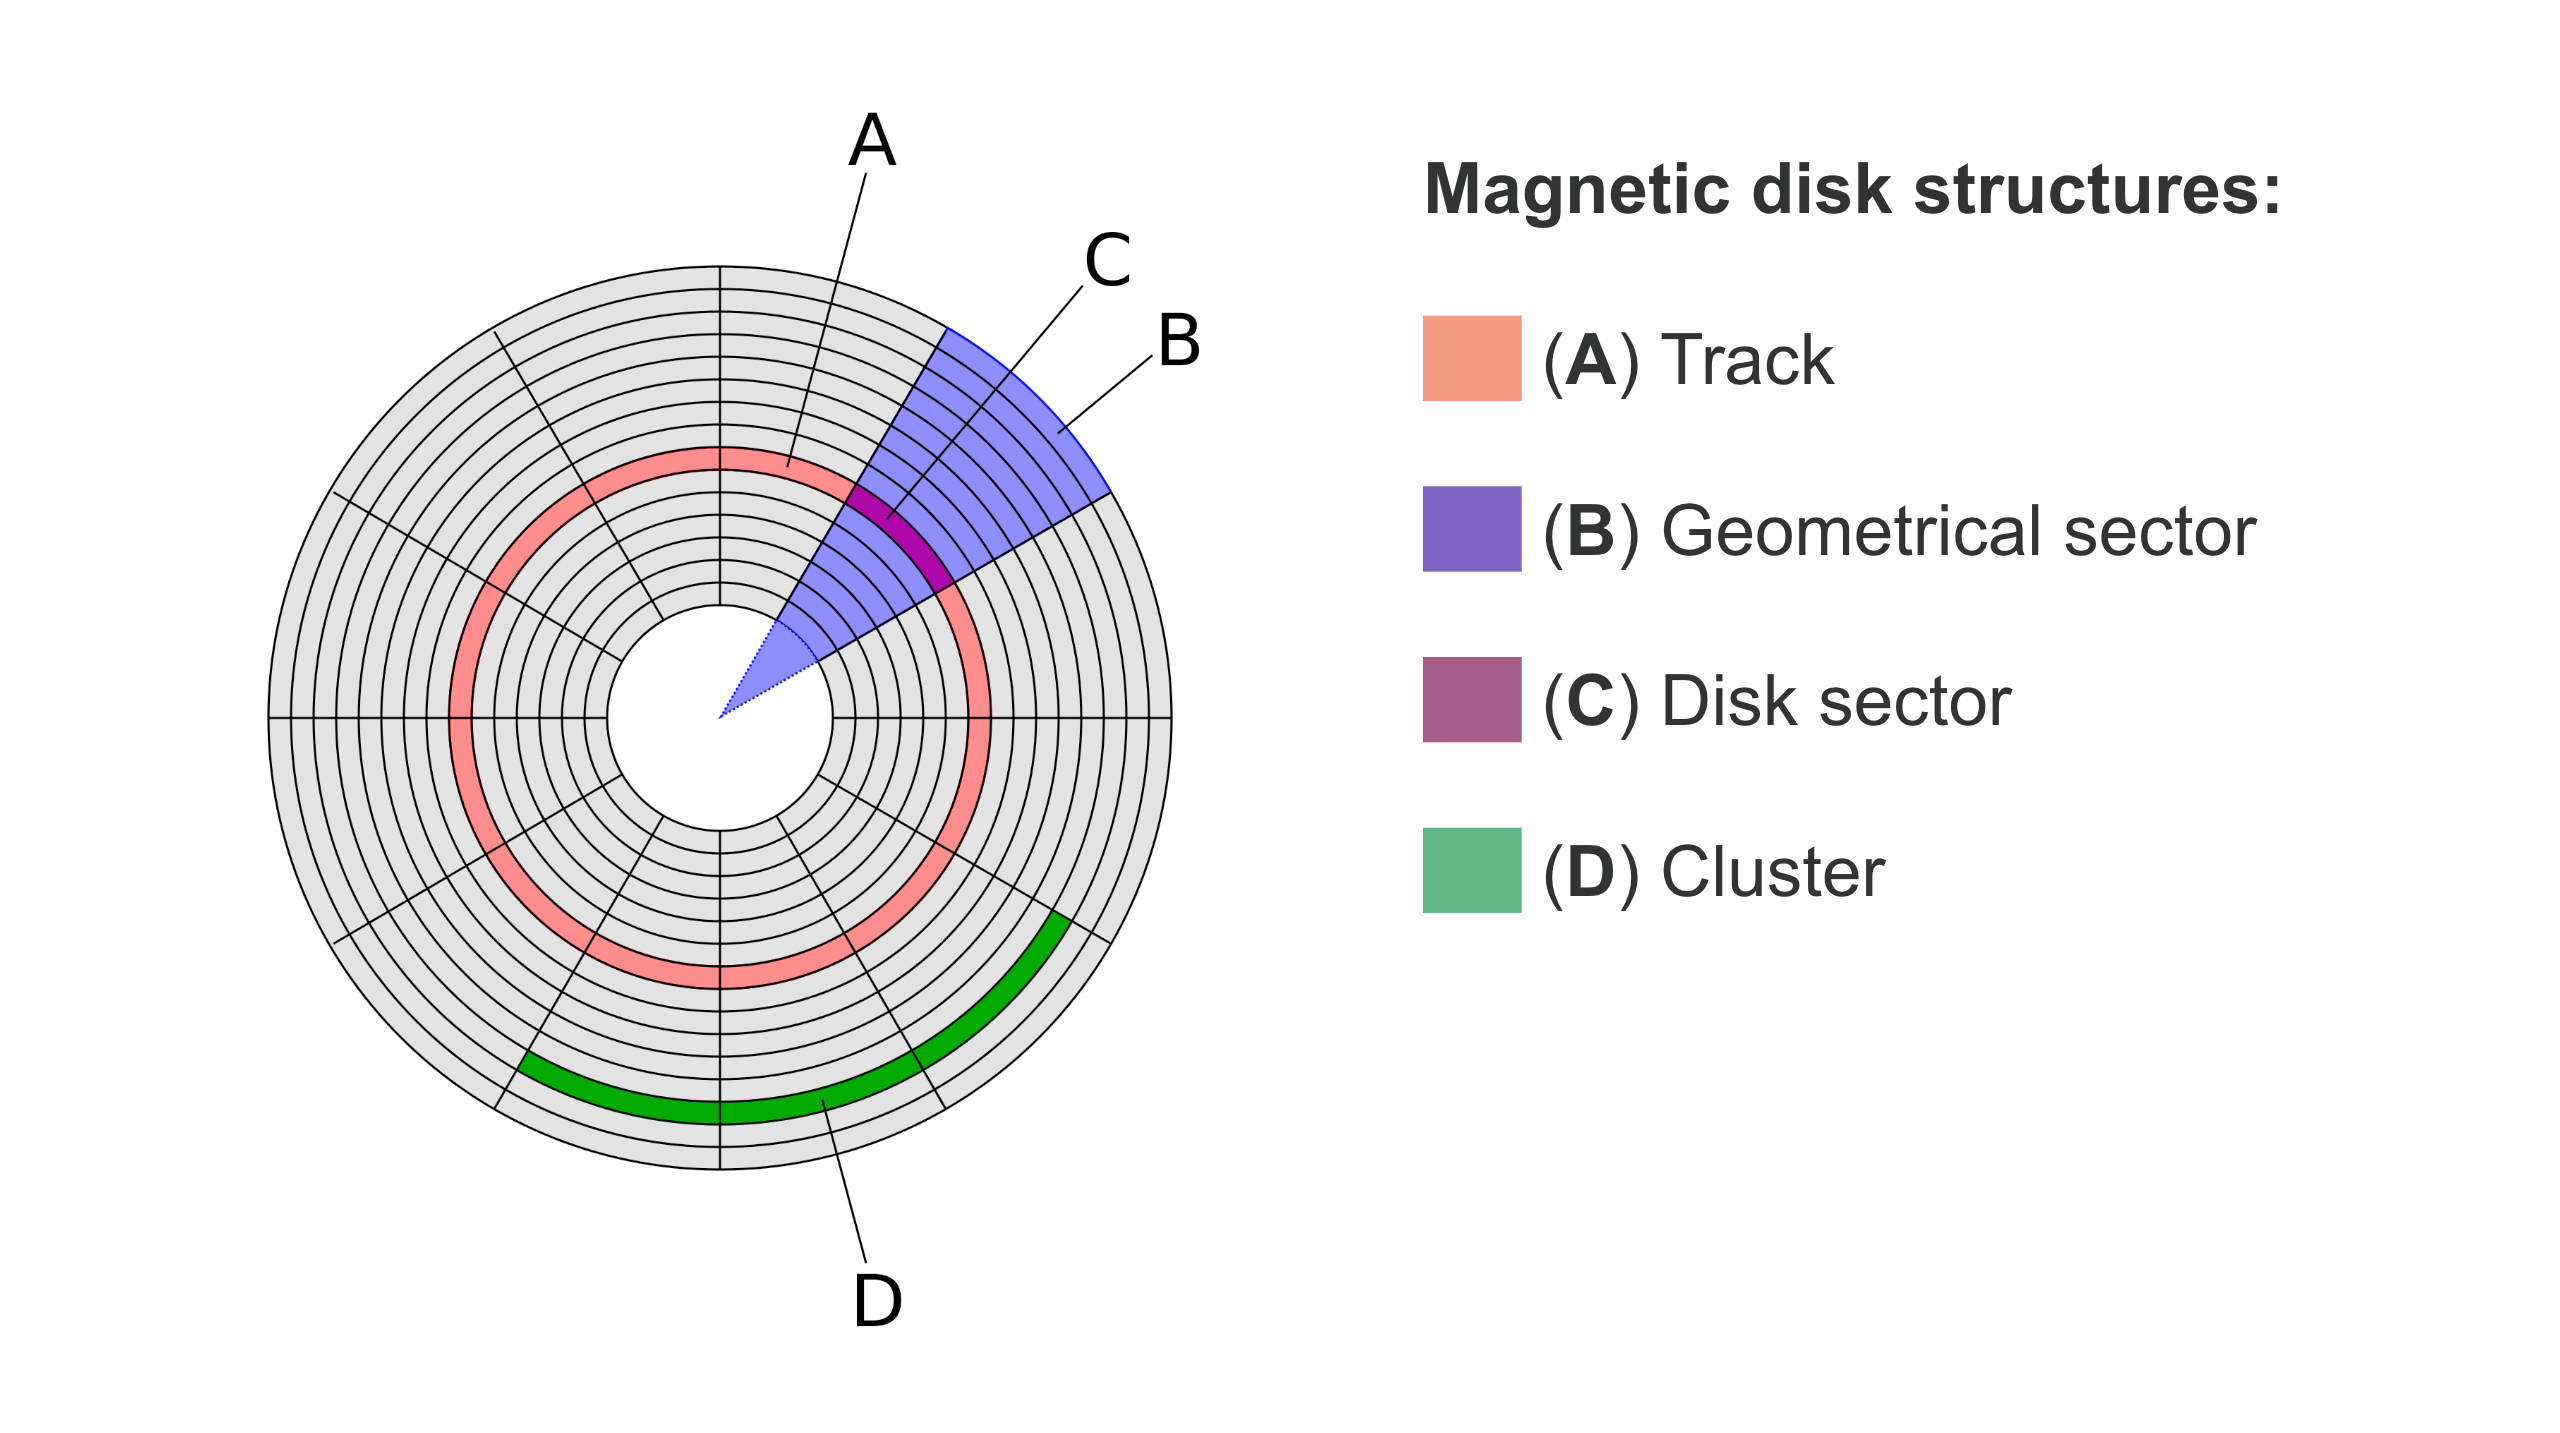 A
C
B
D
Magnetic disk structures:
(A) Track
(B) Geometrical sector
(C) Disk sector
(D) Cluster